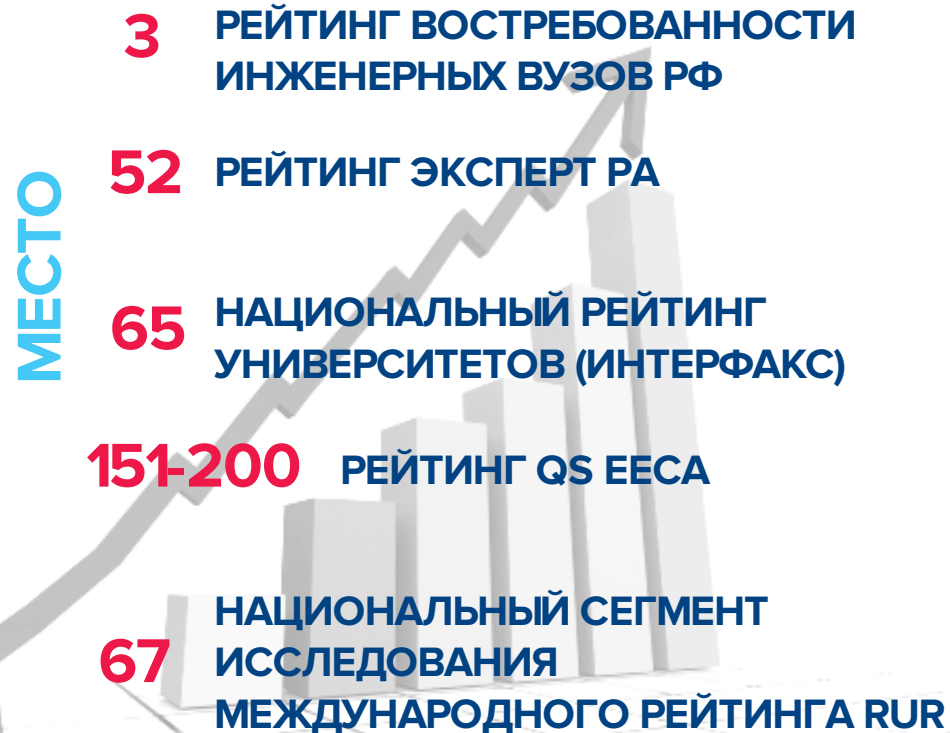 МЕСТО
3 РЕЙТИНГ ВОСТРЕБОВАННОСТИ
ИНЖЕНЕРНЫХ ВУЗОВ РФ
52 РЕЙТИНГ ЭКСПЕРТ РА
65 НАЦИОНАЛЬНЫЙ РЕЙТИНГ
УНИВЕРСИТЕТОВ (ИНТЕРФАКС)
151-200 РЕЙТИНГ QS EECA
67 НАЦИОНАЛЬНЫЙ СЕГМЕНТ
ИССЛЕДОВАНИЯ
МЕЖДУНАРОДНОГО РЕЙТИНГА RUR